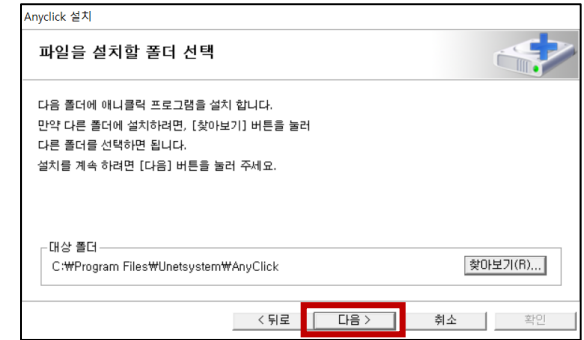 Anyclick 설치
파일을 설치할 폴더 선택
다음 폴더에 애니클릭 프로그램을 설치 합니다.
만약 다른 폴더에 설치하려면, [찾아보기] 버튼을 눌러
다른 폴더를 선택하면 됩니다.
설치를 계속 하려면 [다음] 버튼을 눌러 주세요.
대상 폴더
C:₩Program Files₩Unetsystem₩AnyClick
찾아보기(R)...
< 뒤로 다음 > 취소 확인